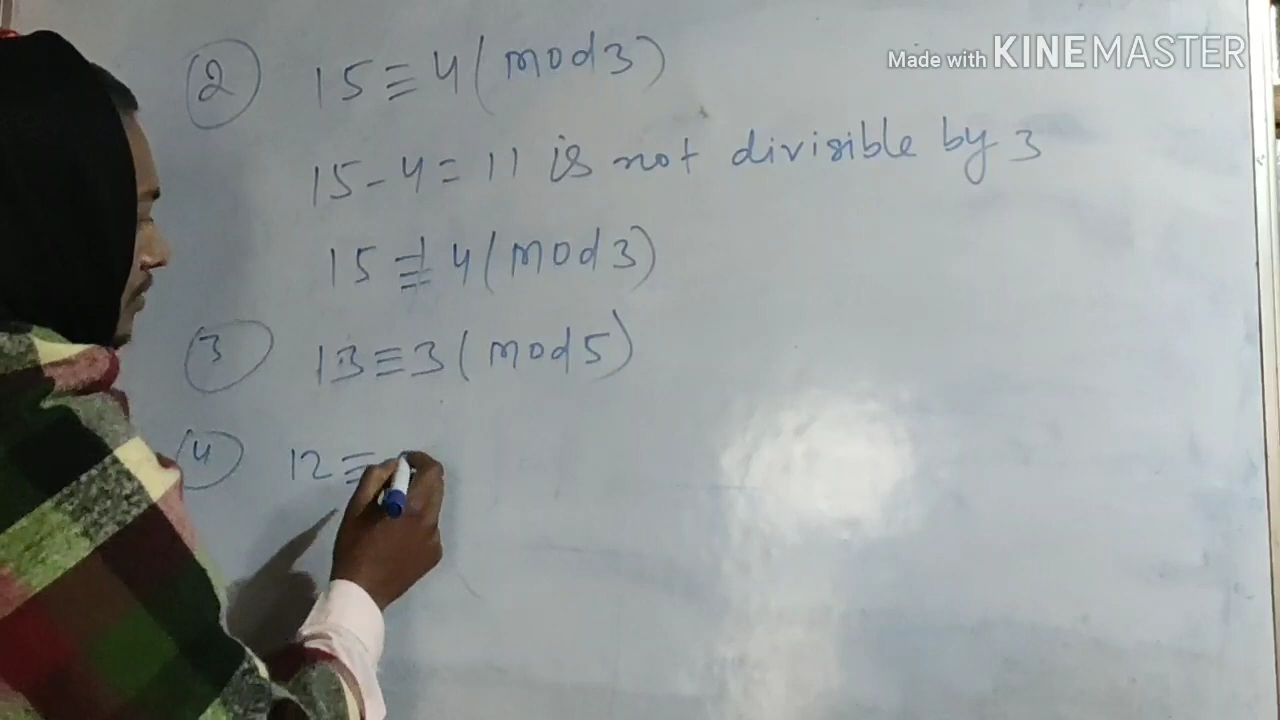 Made with KINEMASTER
② 15 ≡ 4 (mod 3)
15 - 4 = 11 is not divisible by 3
15 ≢ 4 (mod 3)
③ 13 ≡ 3 (mod 5)
④ 12 ≡